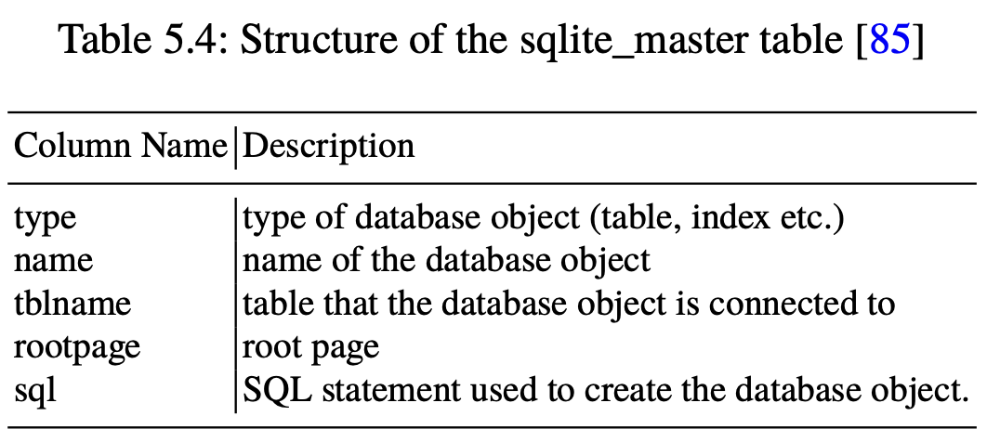 Table 5.4: Structure of the sqlite_master table [85]
Column Name Description
type type of database object (table, index etc.)
name name of the database object
tblname table that the database object is connected to
rootpage root page
sql SQL statement used to create the database object.